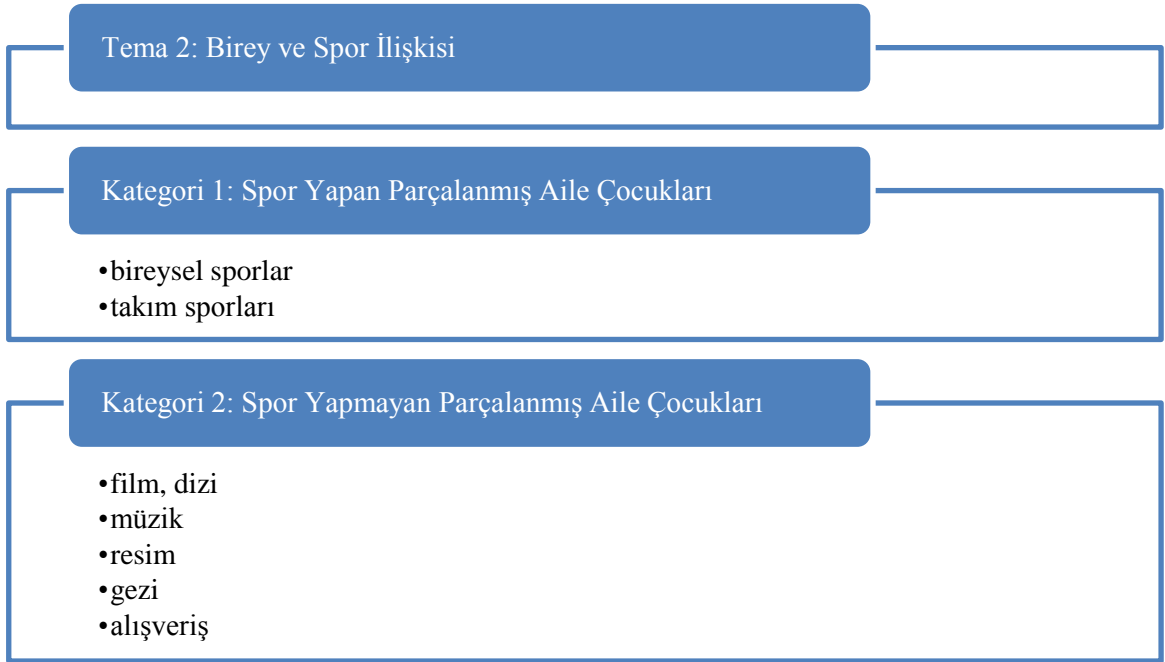 Tema 2: Birey ve Spor İlişkisi
Kategori 1: Spor Yapan Parçalanmış Aile Çocukları
•bireysel sporlar
•takım sporları
Kategori 2: Spor Yapmayan Parçalanmış Aile Çocukları
•film, dizi
•müzik
•resim
•gezi
•alışveriş